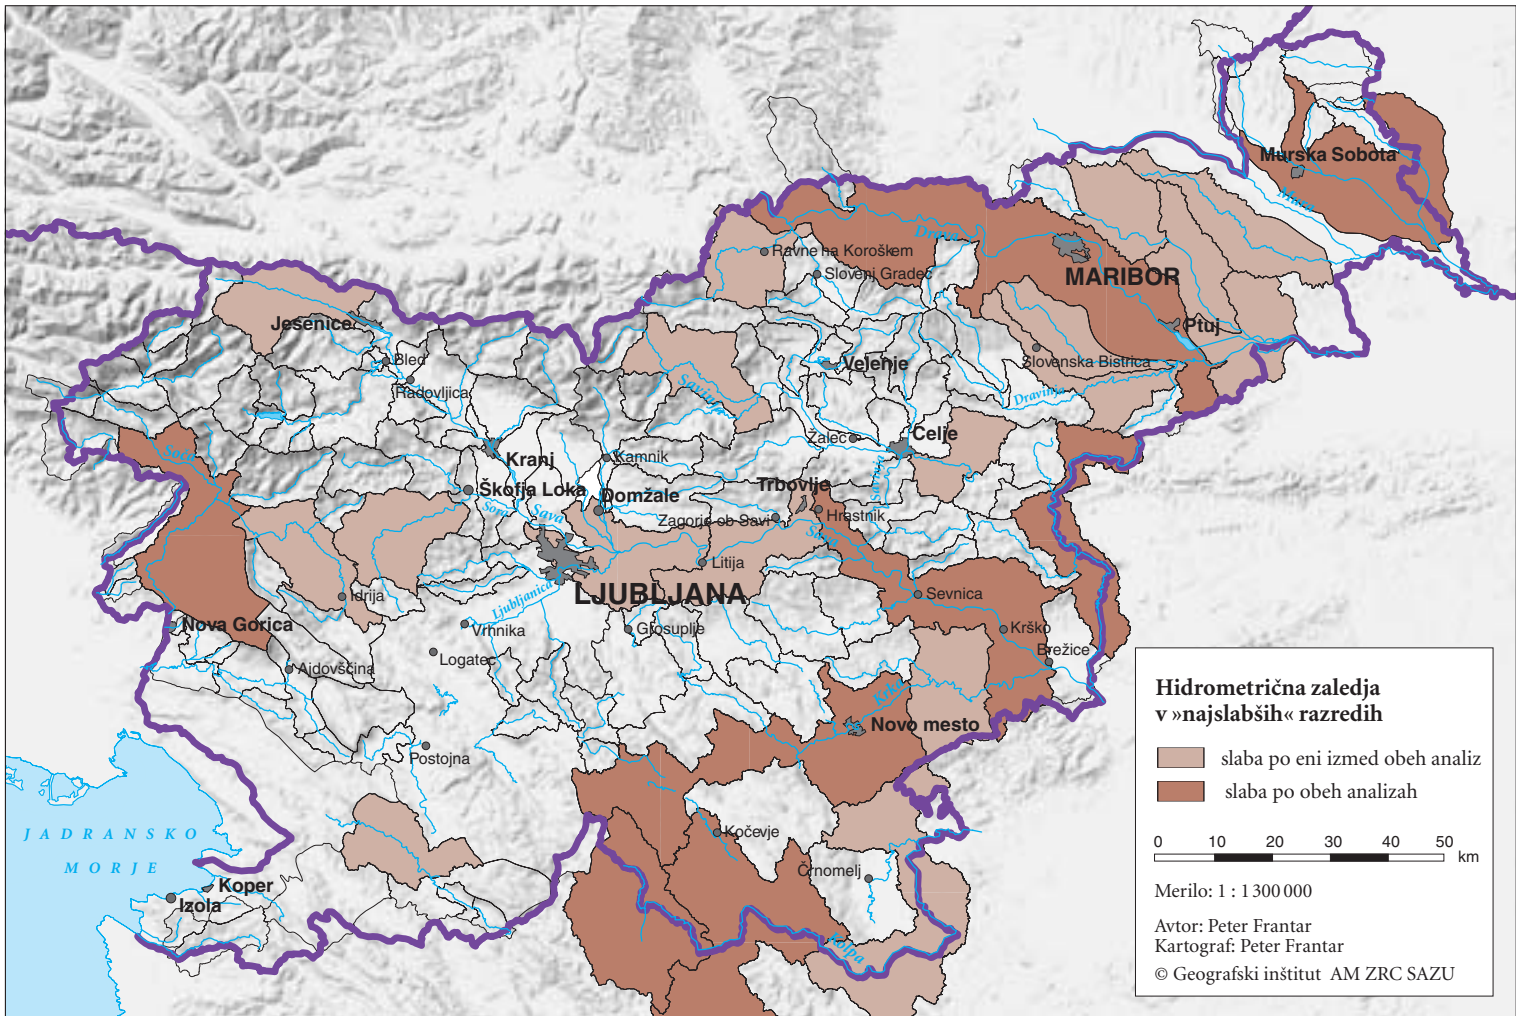 Murska Sobota
Mura
Ravne na Koroškem
Drava
Slovenj Gradec
MARIBOR
Jesenice
Ptuj
Bled
Velenje
Slovenska Bistrica
Radovljica
Savinja
Dravinja
Soča
Kranj
Kamnik
Žalec
Celje
Savinja
Škofja Loka
Domžale
Trbovlje
Sora
Sava
Zagorje ob Savi
Hrastnik
Sava
Litija
LJUBLJANA
Idrija
Ljubljanica
Sevnica
Nova Gorica
Vrhnika
Grosuplje
Krško
Logatec
Brežice
Ajdovščina
Krka
Novo mesto
Postojna
JADRANSKO
MORJE
Kočevje
Črnomelj
Koper
Izola
Kolpa
Hidrometrična zaledja
v »najslabših« razredih
slaba po eni izmed obeh analiz
slaba po obeh analizah
0 10 20 30 40 50 km
Merilo: 1 : 1 300 000
Avtor: Peter Frantar
Kartograf: Peter Frantar
© Geografski inštitut AM ZRC SAZU